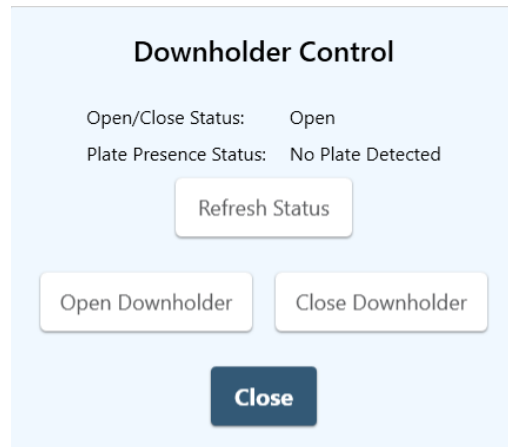 Downholder Control
Open/Close Status: Open
Plate Presence Status: No Plate Detected
Refresh Status
Open Downholder Close Downholder
Close